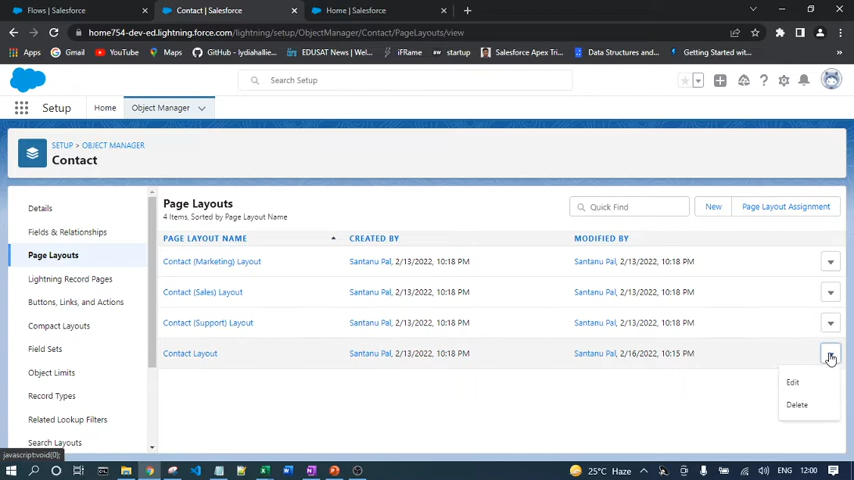 Flows | Salesforce
Contact | Salesforce
Home | Salesforce
home754-dev-ed.lightning.force.com/lightning/setup/ObjectManager/Contact/PageLayouts/view
Apps
Gmail
YouTube
Maps
GitHub - lydiahallie...
EDUSAT News | Wel...
iFRame
startup
Salesforce Apex Tri...
Data Structures and...
Getting Started wit...
Search Setup
Setup
Home
Object Manager
SETUP > OBJECT MANAGER
Contact
Details
Fields & Relationships
Page Layouts
Lightning Record Pages
Buttons, Links, and Actions
Compact Layouts
Field Sets
Object Limits
Record Types
Related Lookup Filters
Search Layouts
Page Layouts
4 Items, Sorted by Page Layout Name
Quick Find
New
Page Layout Assignment
PAGE LAYOUT NAME CREATED BY MODIFIED BY
Contact (Marketing) Layout Santanu Pal, 2/13/2022, 10:18 PM Santanu Pal, 2/13/2022, 10:18 PM
Contact (Sales) Layout Santanu Pal, 2/13/2022, 10:18 PM Santanu Pal, 2/13/2022, 10:18 PM
Contact (Support) Layout Santanu Pal, 2/13/2022, 10:18 PM Santanu Pal, 2/13/2022, 10:18 PM
Contact Layout Santanu Pal, 2/13/2022, 10:18 PM Santanu Pal, 2/16/2022, 10:15 PM
Edit
Delete
javascript:void(0);
25°C Haze
ENG
12:00